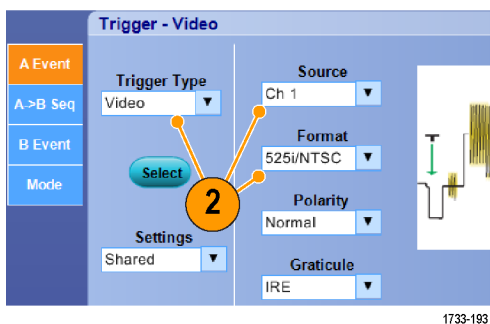 Trigger - Video
A Event
A->B Seq
B Event
Mode
Trigger Type
Video
Select
Settings
Shared
2
Source
Ch 1
Format
525i/NTSC
Polarity
Normal
Graticule
IRE
T
1733-193